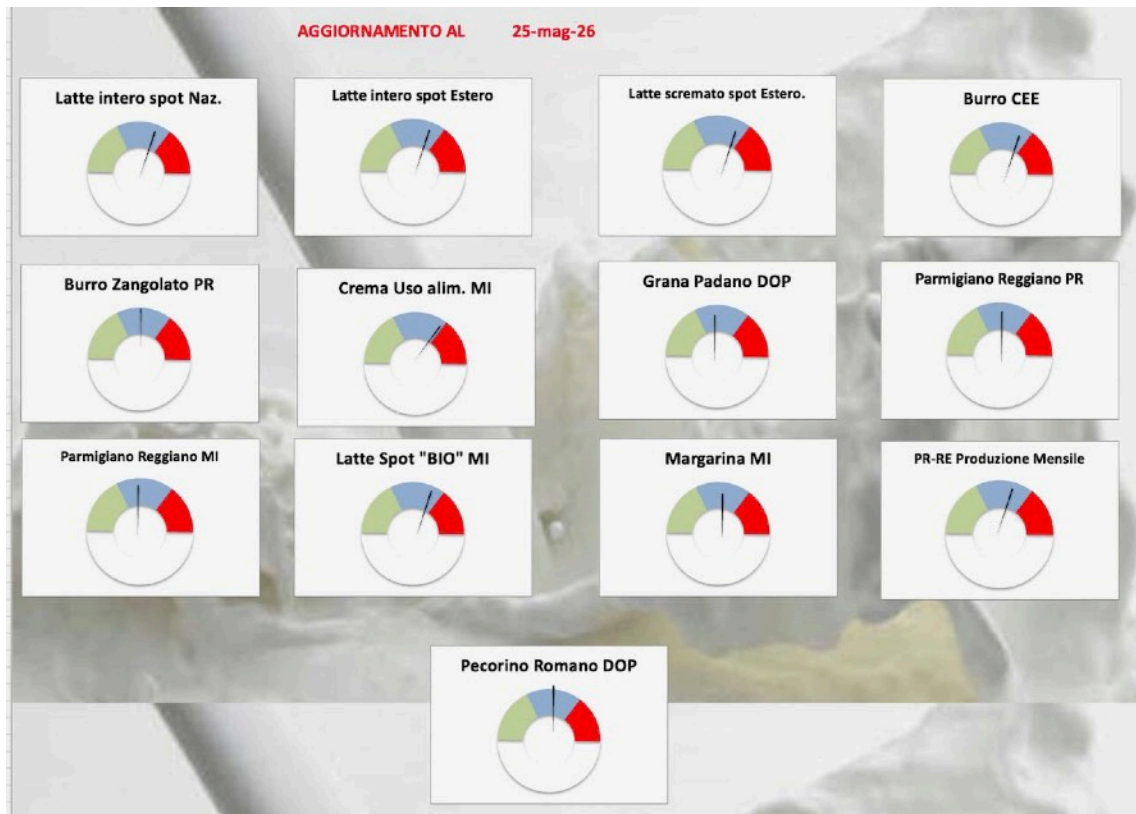 AGGIORNAMENTO AL 25-mag-26
Latte intero spot Naz.
Latte intero spot Estero
Latte scremato spot Estero.
Burro CEE
Burro Zangolato PR
Crema Uso alim. MI
Grana Padano DOP
Parmigiano Reggiano PR
Parmigiano Reggiano MI
Latte Spot "BIO" MI
Margarina MI
PR-RE Produzione Mensile
Pecorino Romano DOP